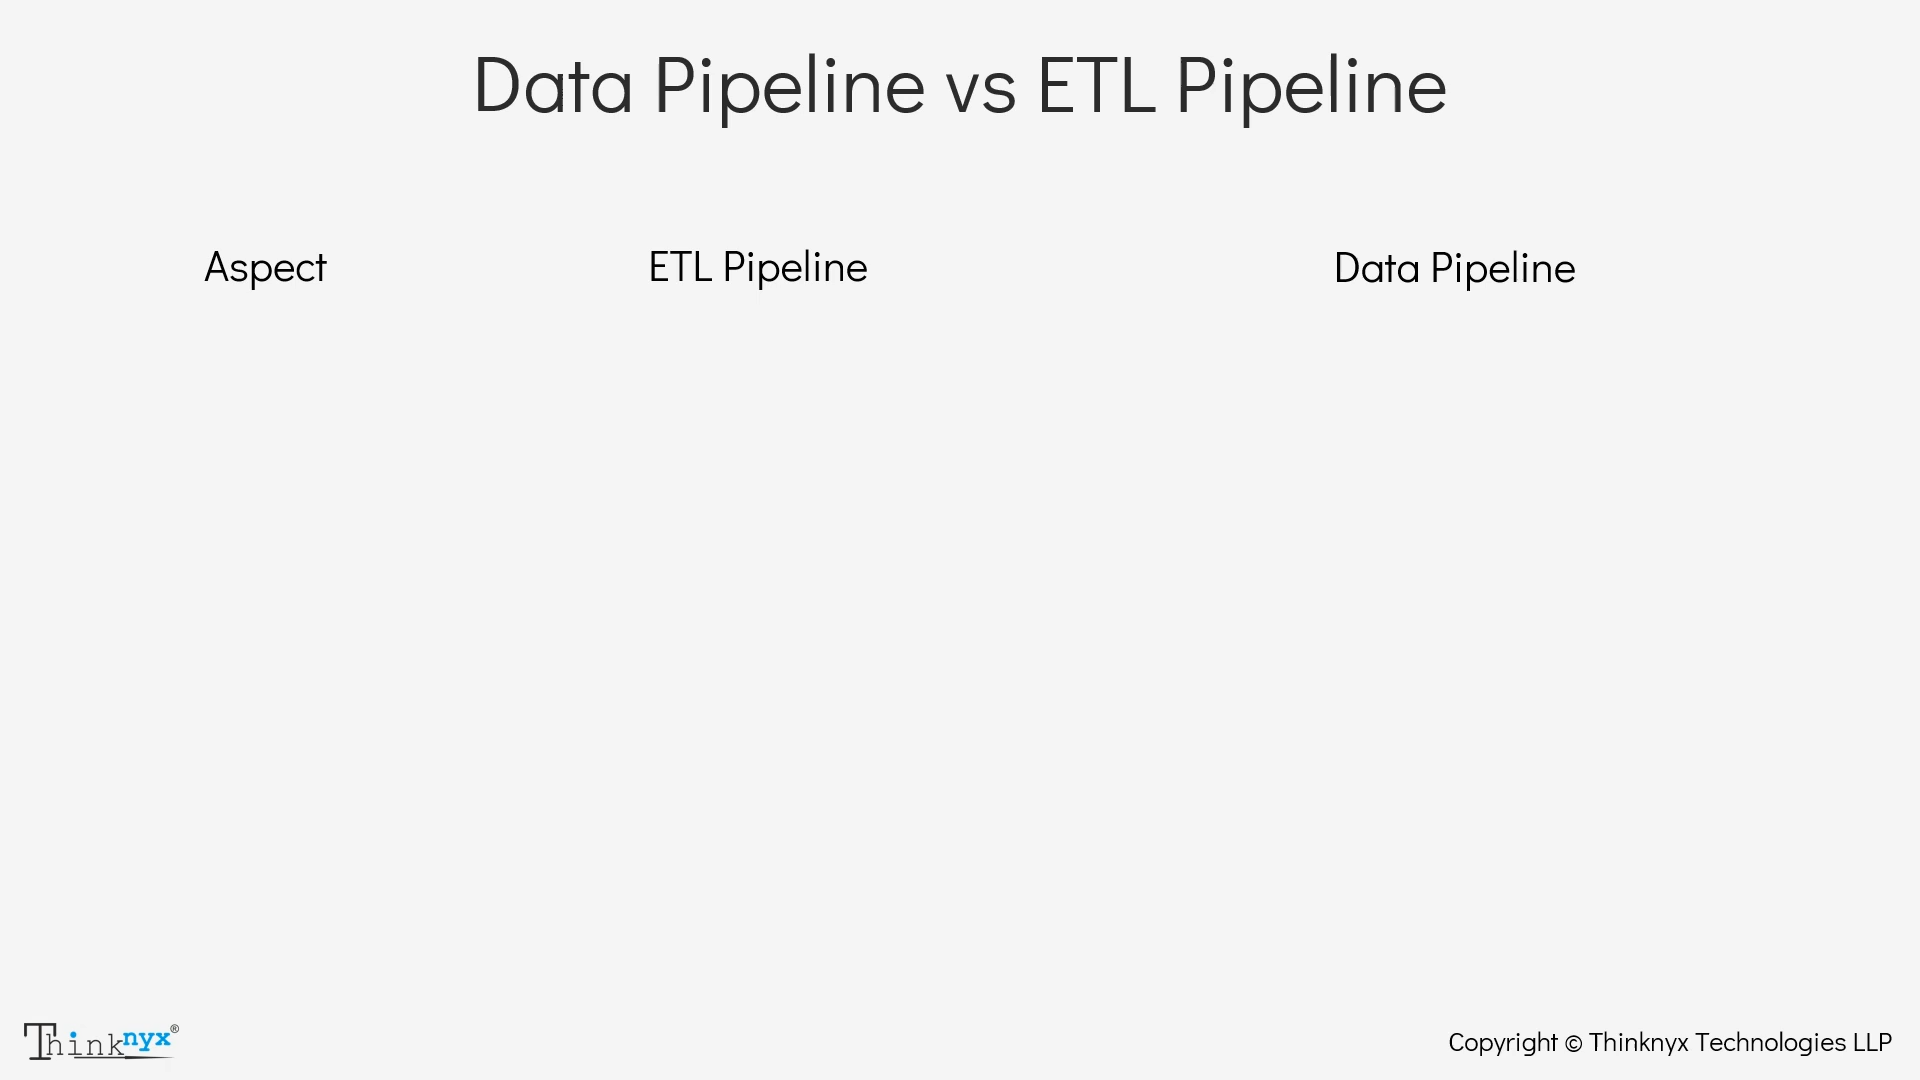 Data Pipeline vs ETL Pipeline
Aspect ETL Pipeline Data Pipeline
Thinknyx®
Copyright © Thinknyx Technologies LLP